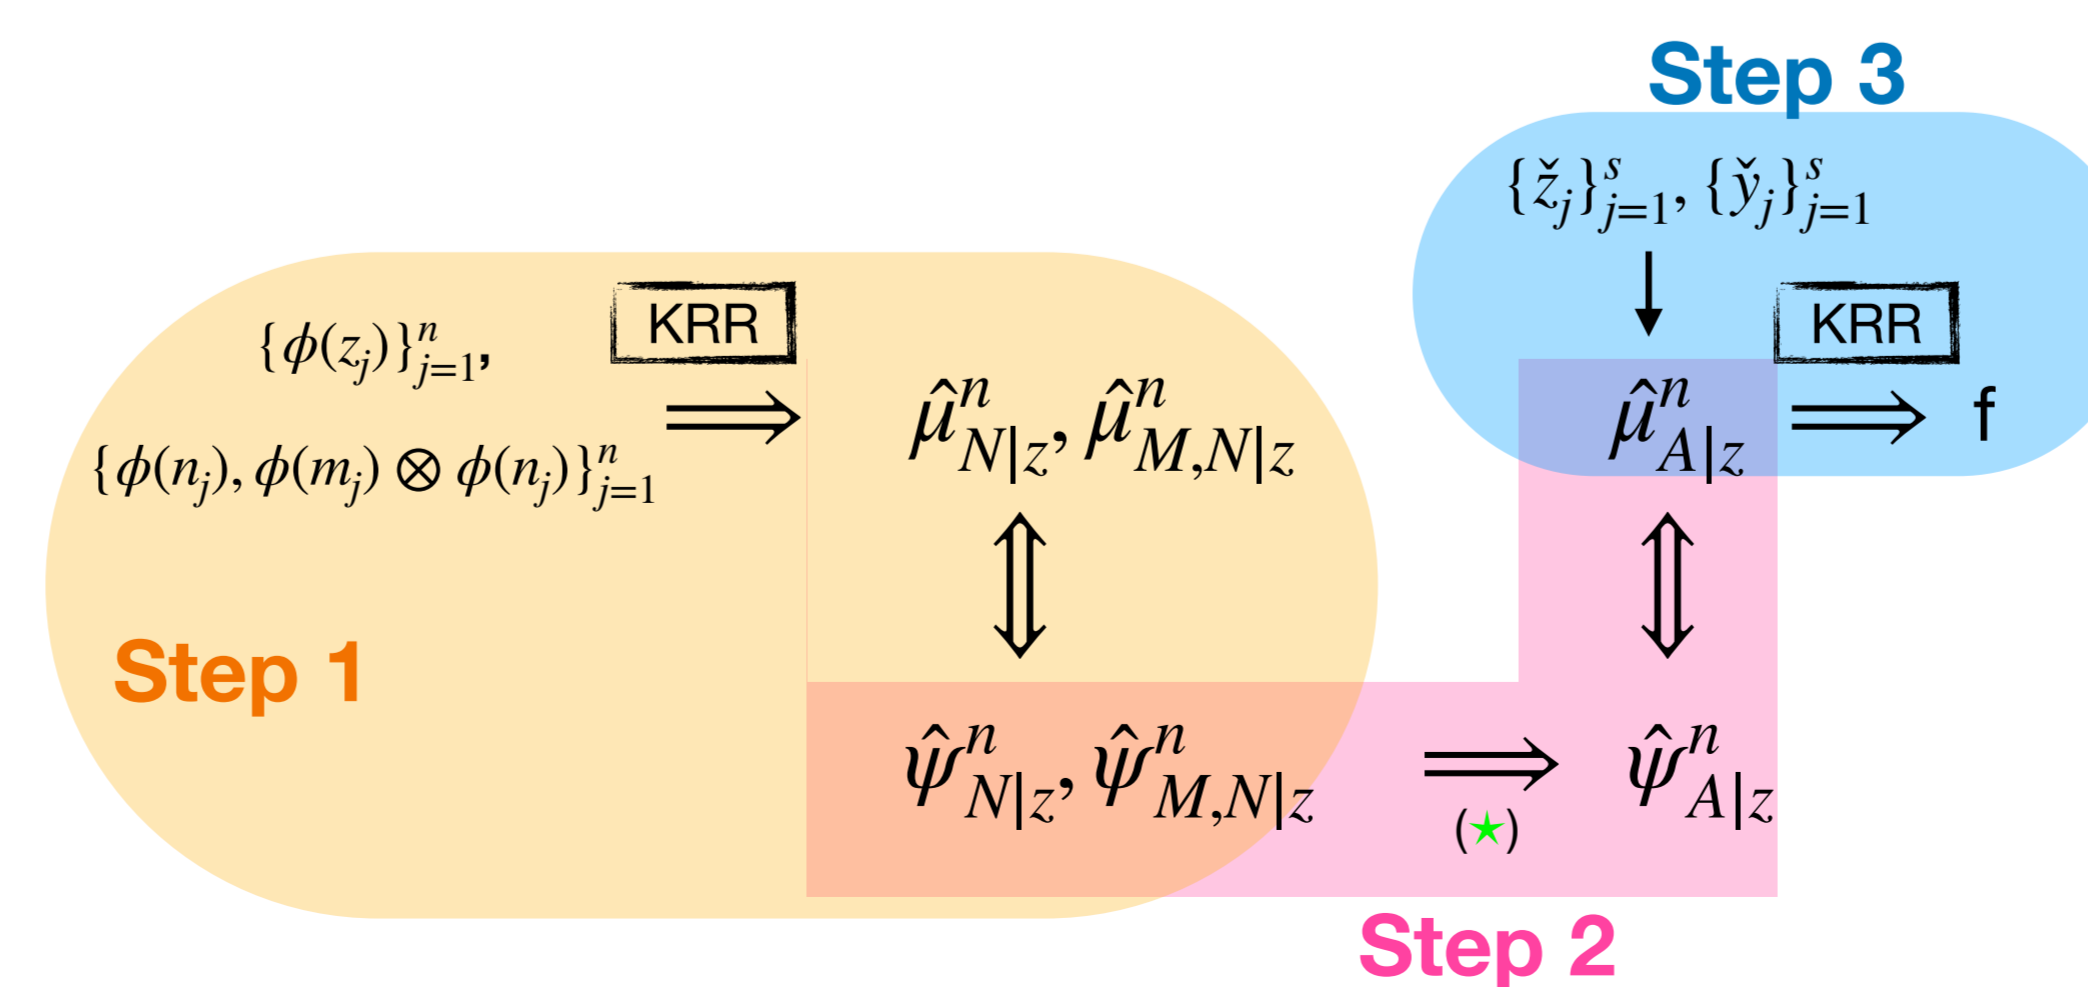 Step 3
{ž_j}^s_{j=1}, {y̌_j}^s_{j=1}
KRR
KRR
{ϕ(z_j)}^n_{j=1},
{ϕ(n_j), ϕ(m_j) ⊗ ϕ(n_j)}^n_{j=1}
⟹
μ̂^n_{N|z}, μ̂^n_{M,N|z}
μ̂^n_{A|z} ⟹ f
Step 1
ψ̂^n_{N|z}, ψ̂^n_{M,N|z} ⟹ ψ̂^n_{A|z}
(★)
Step 2